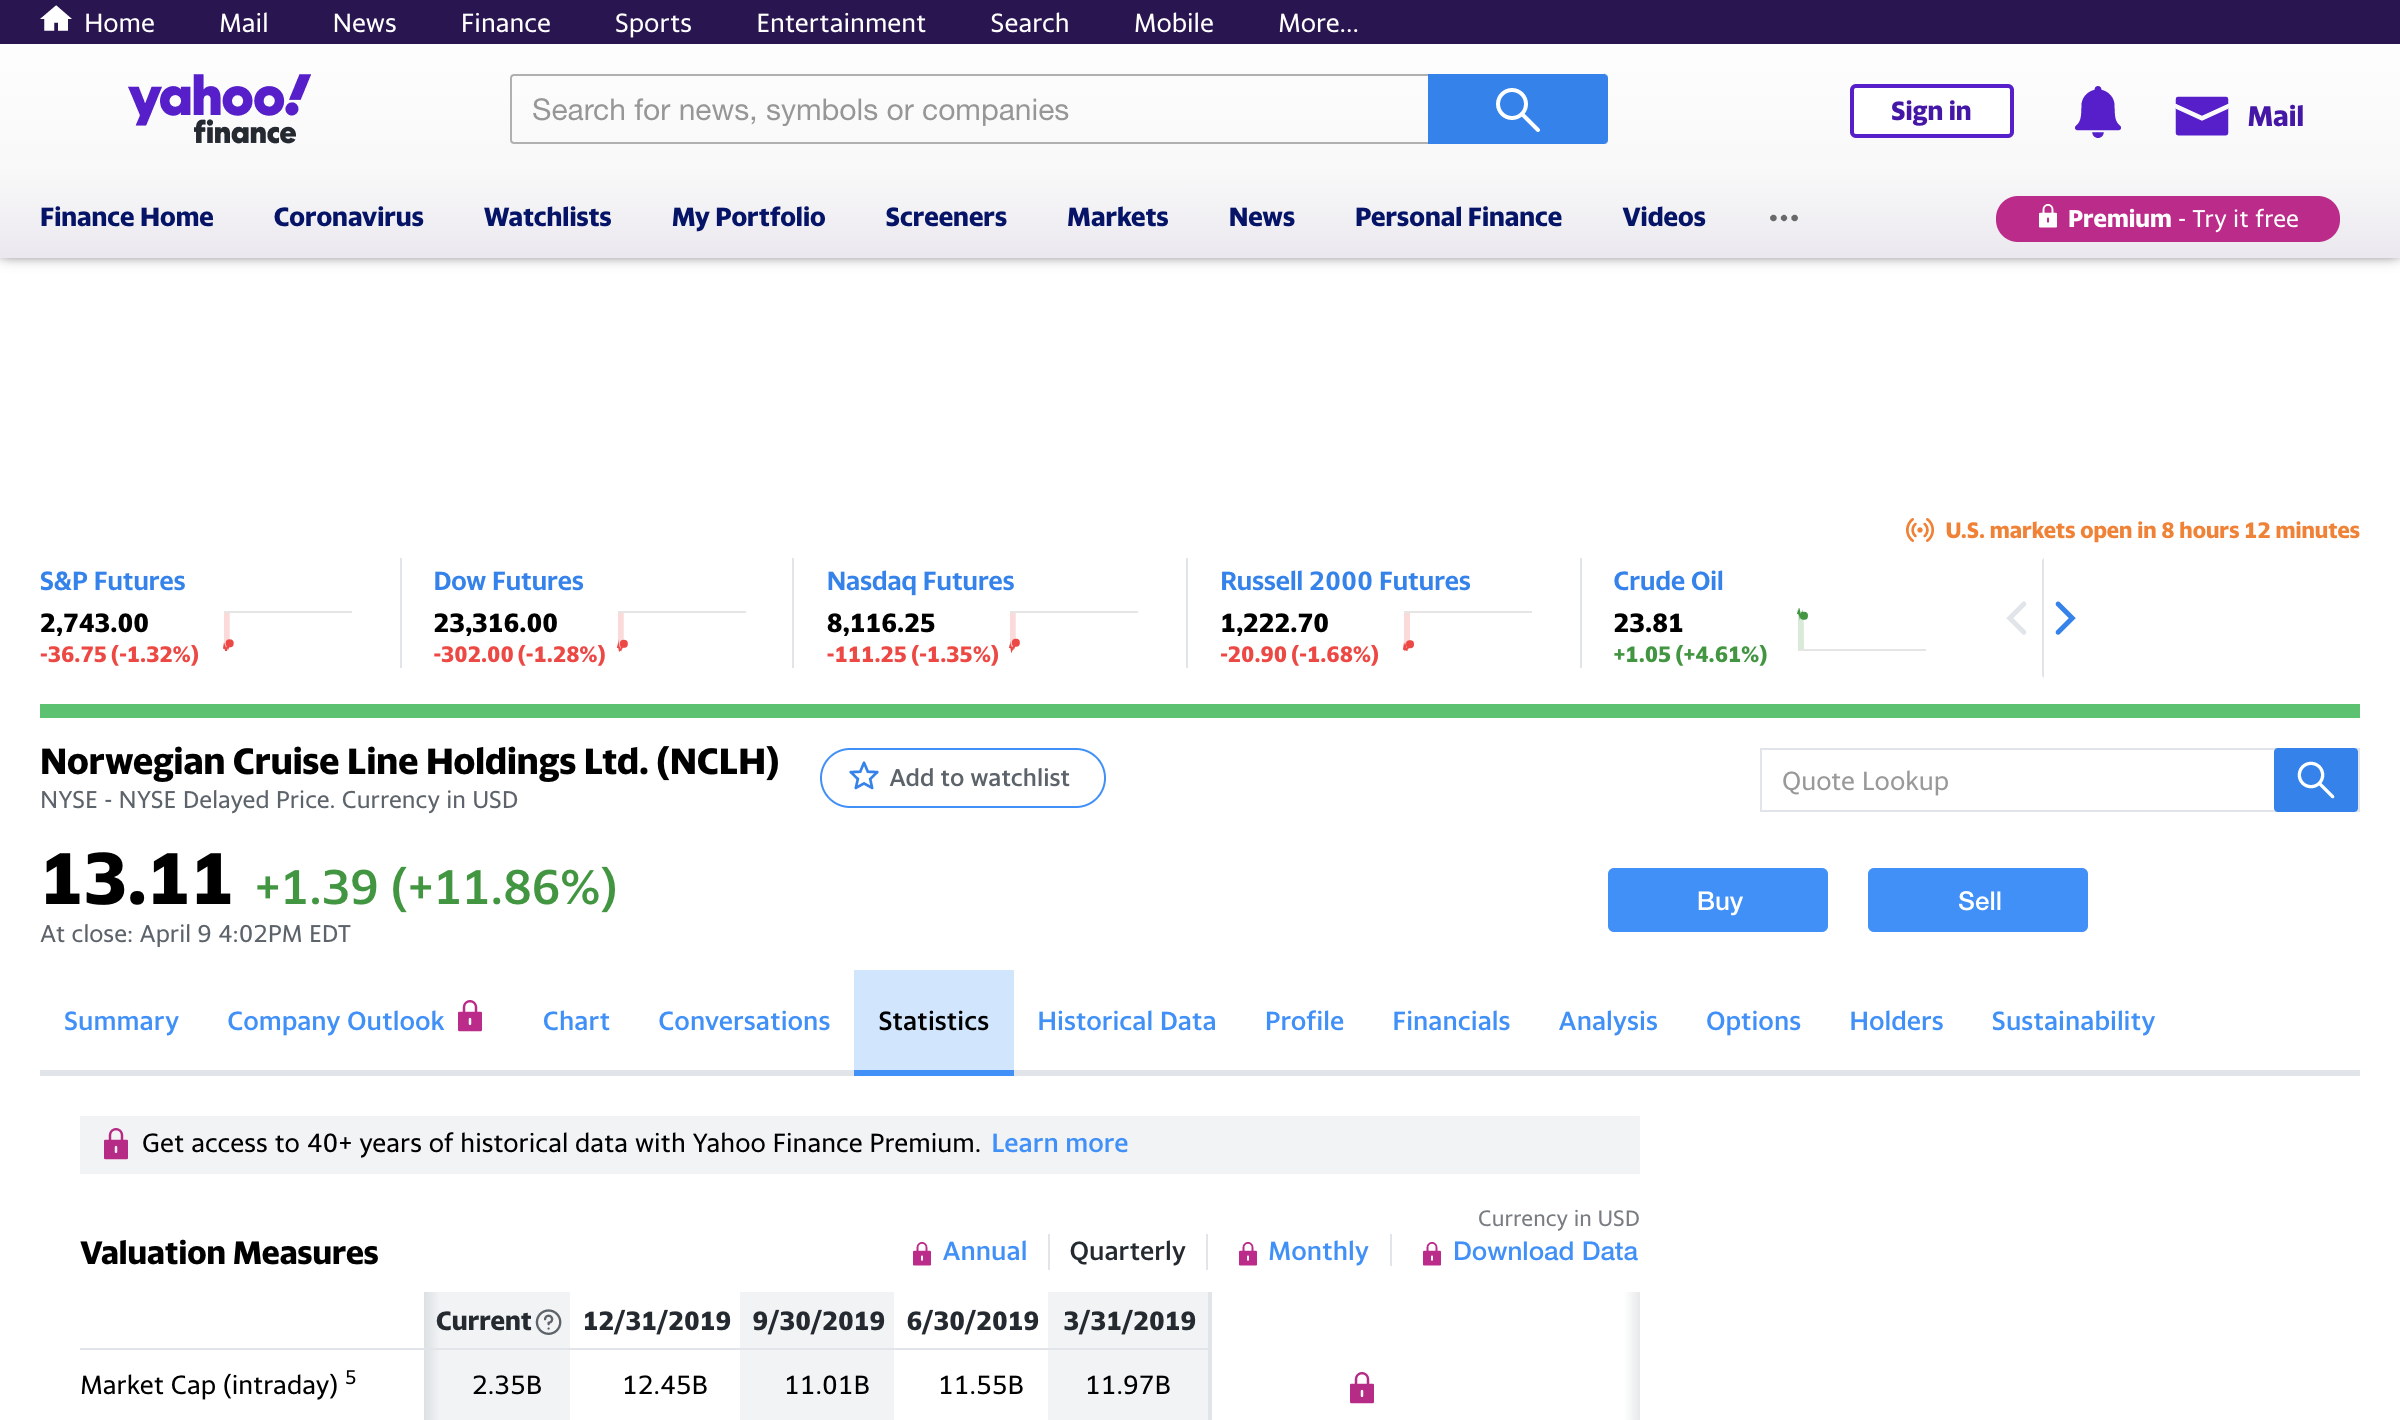 Home Mail News Finance Sports Entertainment Search Mobile More...
yahoo!
finance
Search for news, symbols or companies
Sign in
Mail
Finance Home Coronavirus Watchlists My Portfolio Screeners Markets News Personal Finance Videos ••• Premium - Try it free
U.S. markets open in 8 hours 12 minutes
S&P Futures
2,743.00
-36.75 (-1.32%)
Dow Futures
23,316.00
-302.00 (-1.28%)
Nasdaq Futures
8,116.25
-111.25 (-1.35%)
Russell 2000 Futures
1,222.70
-20.90 (-1.68%)
Crude Oil
23.81
+1.05 (+4.61%)
Norwegian Cruise Line Holdings Ltd. (NCLH)
NYSE - NYSE Delayed Price. Currency in USD
Add to watchlist
Quote Lookup
13.11 +1.39 (+11.86%)
At close: April 9 4:02PM EDT
Buy Sell
Summary Company Outlook Chart Conversations Statistics Historical Data Profile Financials Analysis Options Holders Sustainability
Get access to 40+ years of historical data with Yahoo Finance Premium. Learn more
Currency in USD
Valuation Measures Annual Quarterly Monthly Download Data
Current ? 12/31/2019 9/30/2019 6/30/2019 3/31/2019
Market Cap (intraday) 5 2.35B 12.45B 11.01B 11.55B 11.97B